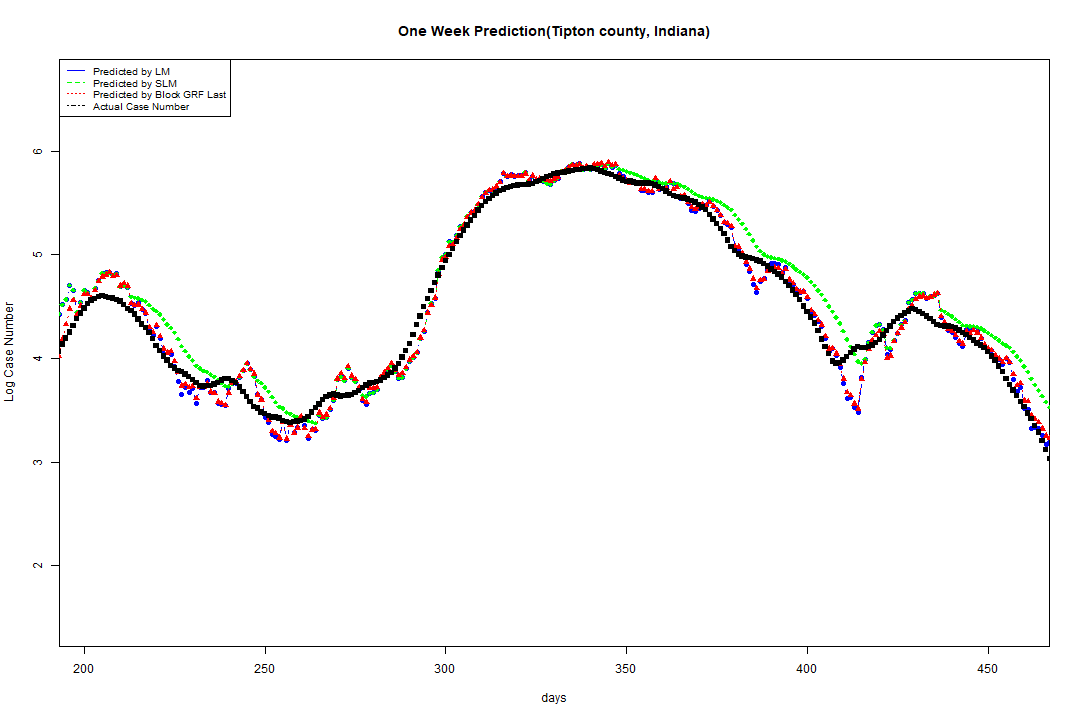 One Week Prediction(Tipton county, Indiana)
Predicted by LM
Predicted by SLM
Predicted by Block GRF Last
Actual Case Number
Log Case Number
6
5
4
3
2
200 250 300 350 400 450
days